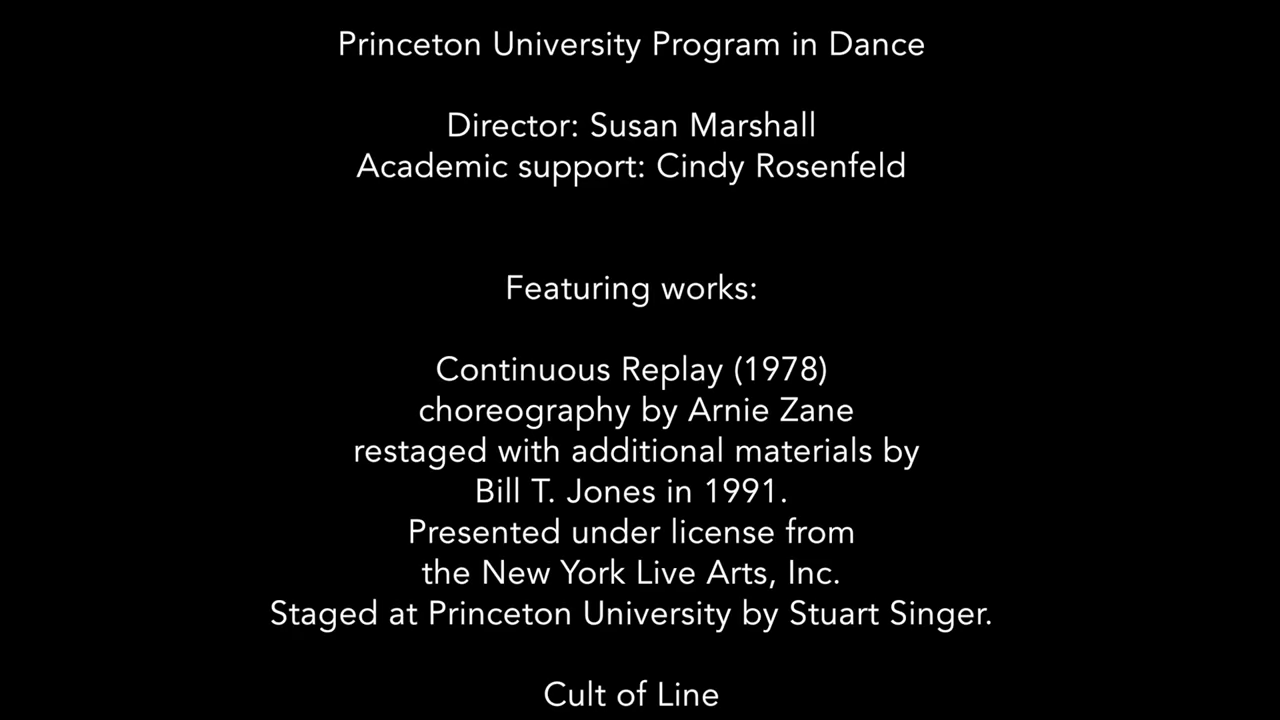 Princeton University Program in Dance
Director: Susan Marshall
Academic support: Cindy Rosenfeld
Featuring works:
Continuous Replay (1978)
choreography by Arnie Zane
restaged with additional materials by
Bill T. Jones in 1991.
Presented under license from
the New York Live Arts, Inc.
Staged at Princeton University by Stuart Singer.
Cult of Line